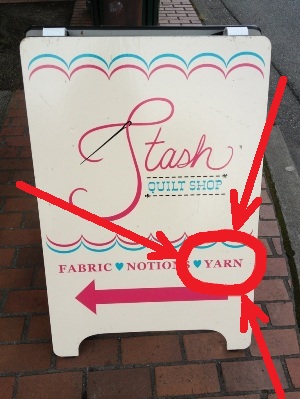 Stash
QUILT SHOP
FABRIC ♥ NOTIONS ♥ YARN